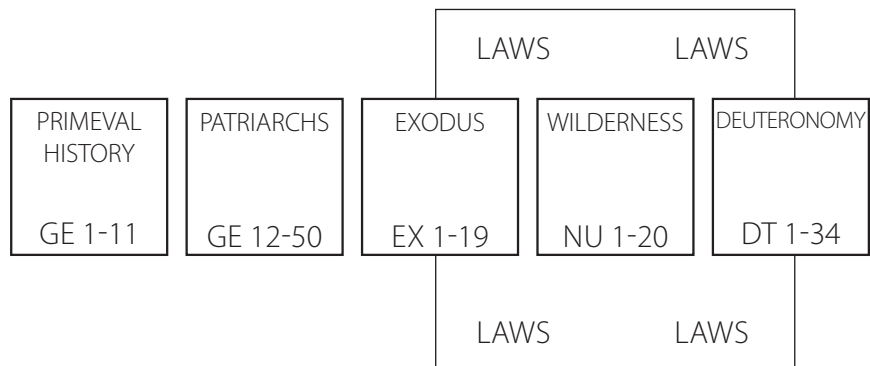 LAWS LAWS
PRIMEVAL
HISTORY
GE 1-11
PATRIARCHS
GE 12-50
EXODUS
EX 1-19
WILDERNESS
NU 1-20
DEUTERONOMY
DT 1-34
LAWS LAWS